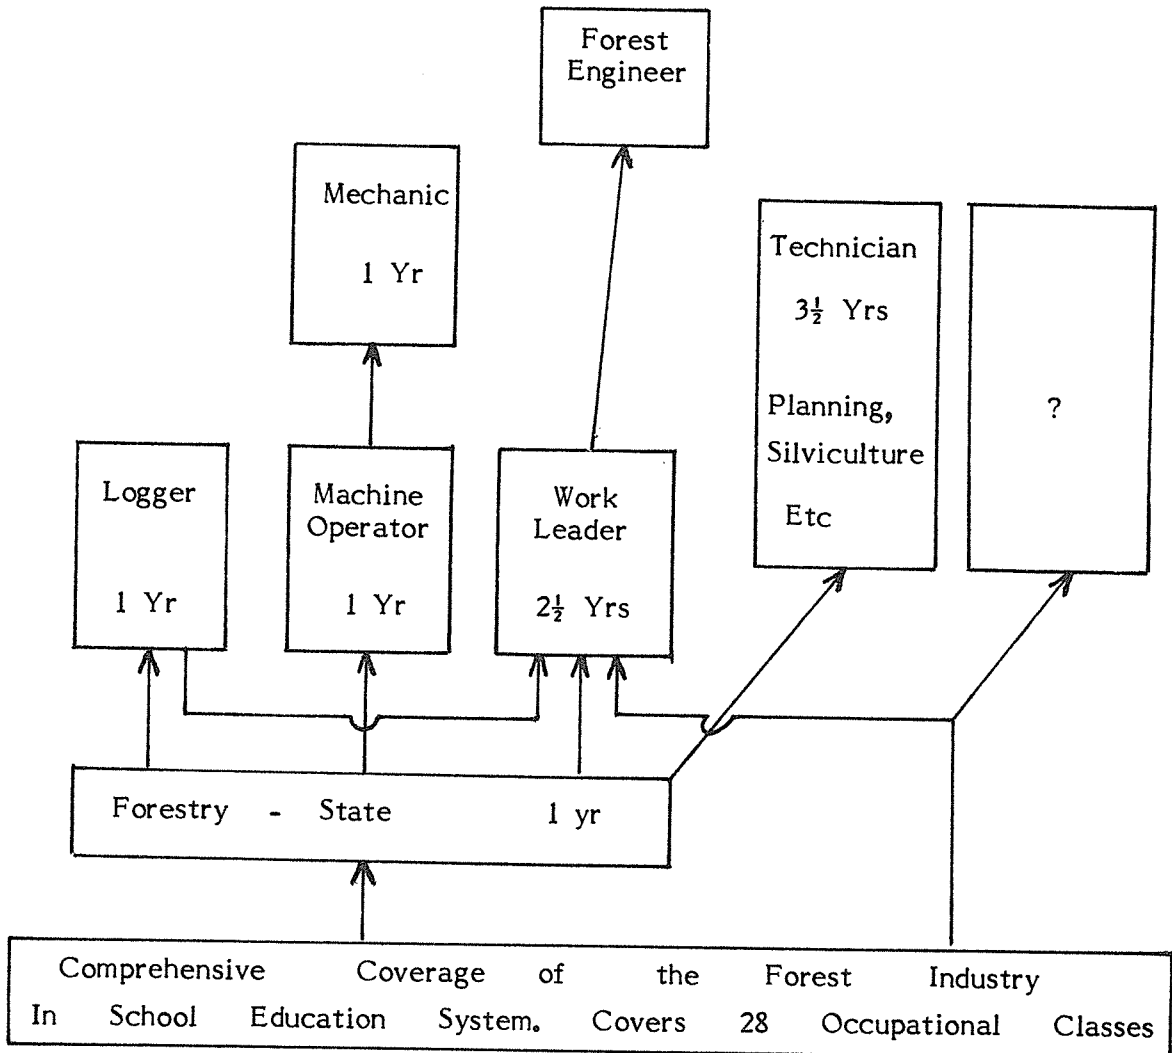 Forest
Engineer
Mechanic
1 Yr
Technician
3½ Yrs
Planning,
Silviculture
Etc
?
Logger
1 Yr
Machine
Operator
1 Yr
Work
Leader
2½ Yrs
Forestry - State 1 yr
Comprehensive Coverage of the Forest Industry
In School Education System. Covers 28 Occupational Classes